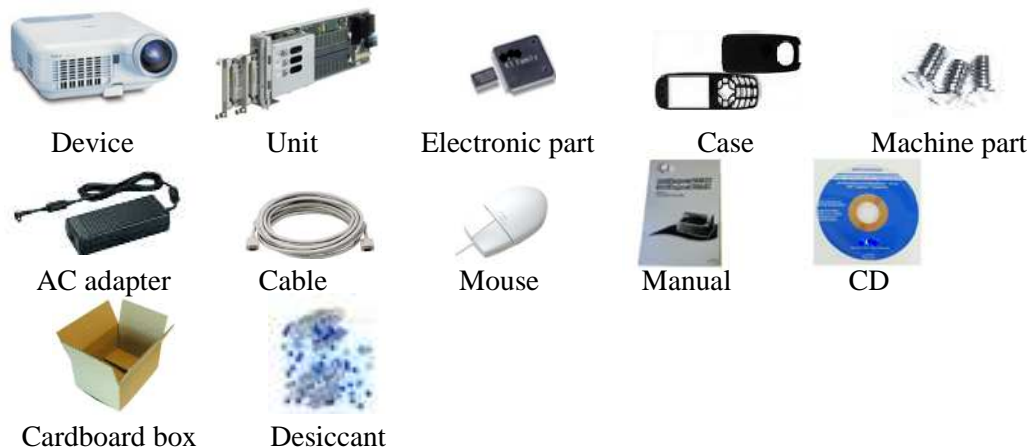 Device Unit Electronic part Case Machine part
AC adapter Cable Mouse Manual CD
Cardboard box Desiccant